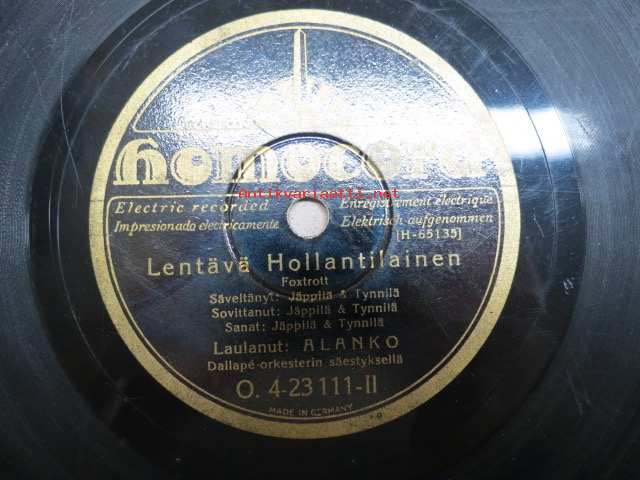 Homocord
Antikvariaatti.net
Electric recorded
Impresionado electricamente
Enregistrement électrique
Elektrisch aufgenommen
[H-65135]
Lentävä Hollantilainen
Foxtrott
Säveltänyt: Jäppilä & Tynnilä
Sovittanut: Jäppilä & Tynnilä
Sanat: Jäppilä & Tynnilä
Laulanut: ALANKO
Dallapé-orkesterin säestyksellä
O. 4-23111-II
MADE IN GERMANY